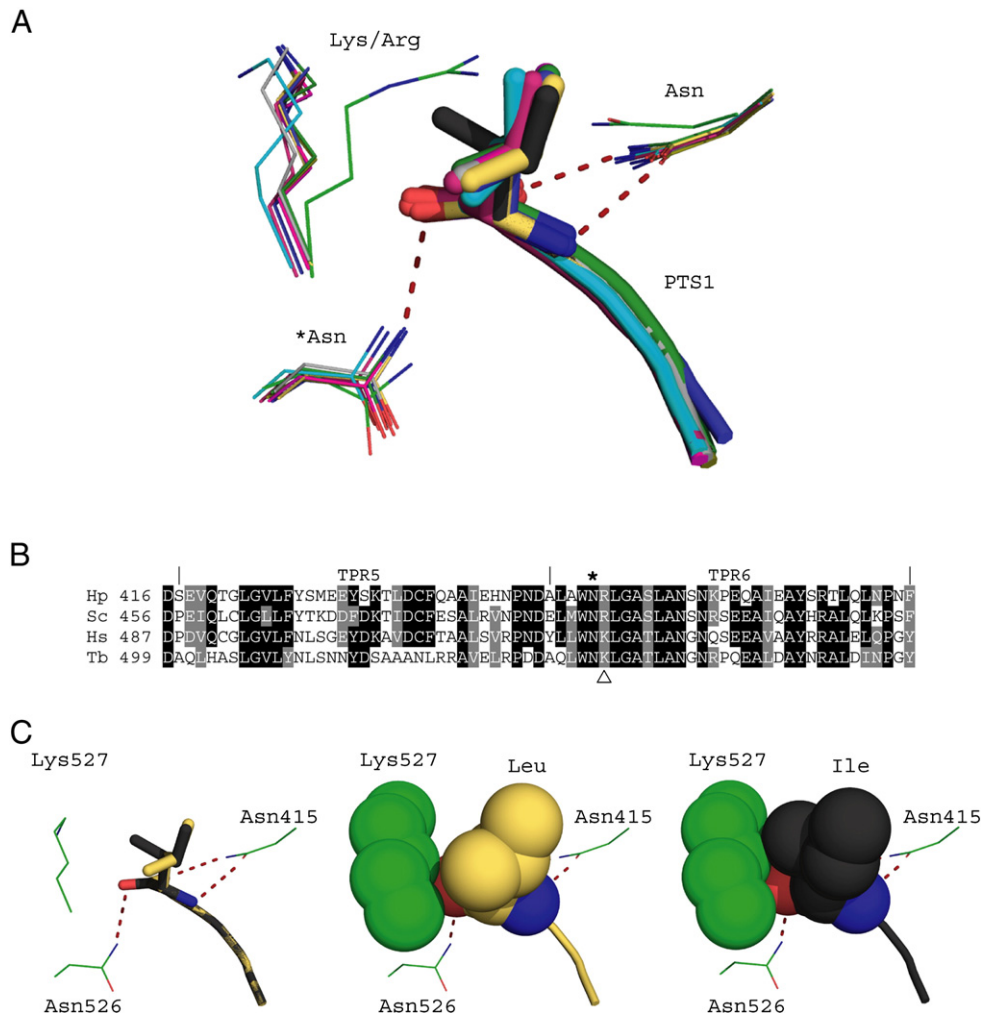 A
Lys/Arg
Asn
PTS1
*Asn
B
| TPR5 | * TPR6 |
Hp 416 DSEVQTGLGVLFYSMEEYSKTLDCFQAAIEHNPNDALAWNRLGASLANSNKPEQAIEAYSRTLQLNPNF
Sc 456 DPEIQLCLGLLFYTKDDFDKTIDCFESALRVNPNDELMWNRLGASLANSNRSEEAIQAYHRALQLKPSF
Hs 487 DPDVQCGLGVLFNLSGEYDKAVDCFTAALSVRPNDYLLWNKLGATLANGNQSEEAVAAYRRALELQPGY
Tb 499 DAQLHASLGVLYNLSNNYDSAAANLRRAVELRPDDAQLWNKLGATLANGNRPQEALDAYNRALDINPGY
△
C
Lys527
Asn415
Asn526
Lys527
Leu
Asn415
Asn526
Lys527
Ile
Asn415
Asn526